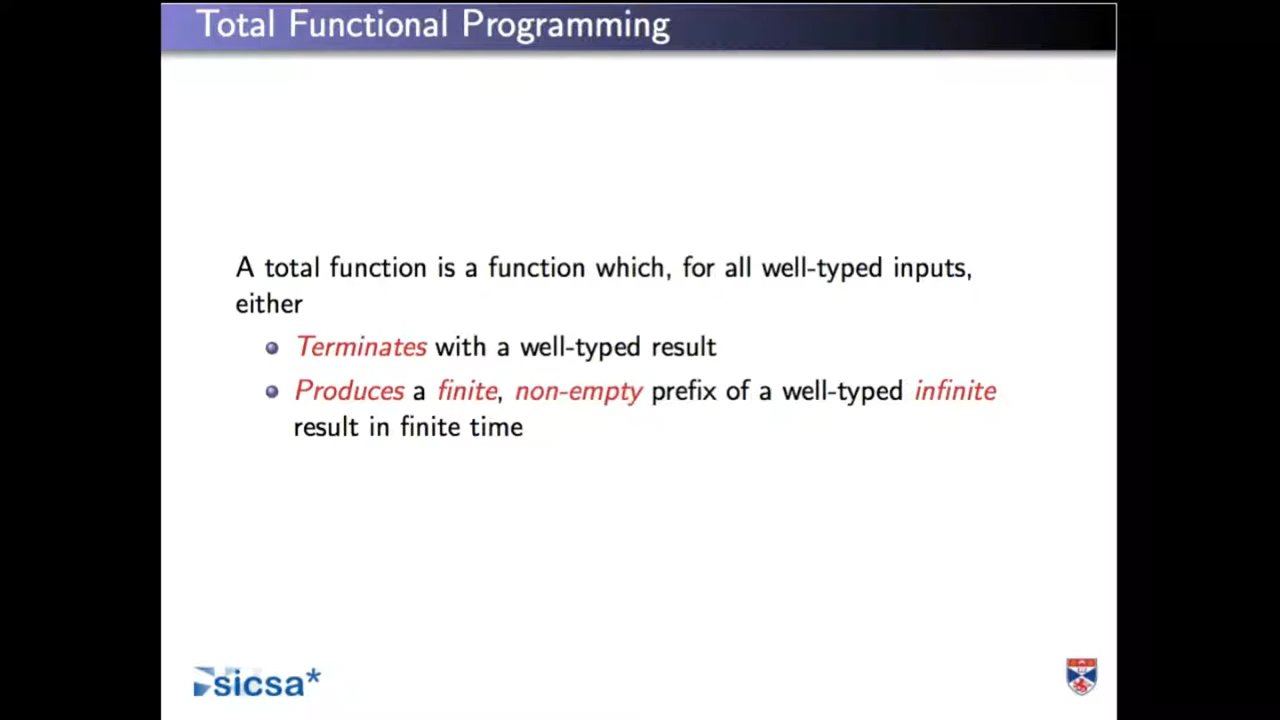 Total Functional Programming
A total function is a function which, for all well-typed inputs,
either
Terminates with a well-typed result
Produces a finite, non-empty prefix of a well-typed infinite
result in finite time
sicsa*